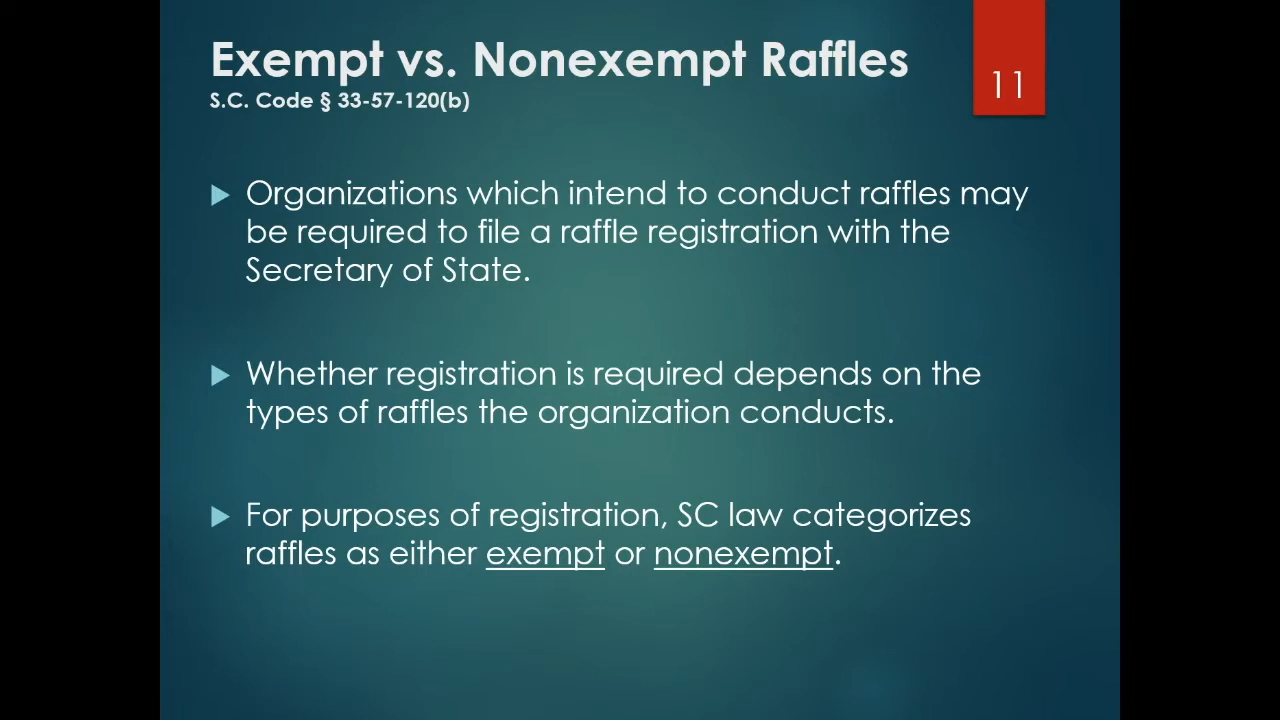 Exempt vs. Nonexempt Raffles
S.C. Code § 33-57-120(b)
11
Organizations which intend to conduct raffles may
be required to file a raffle registration with the
Secretary of State.
Whether registration is required depends on the
types of raffles the organization conducts.
For purposes of registration, SC law categorizes
raffles as either exempt or nonexempt.